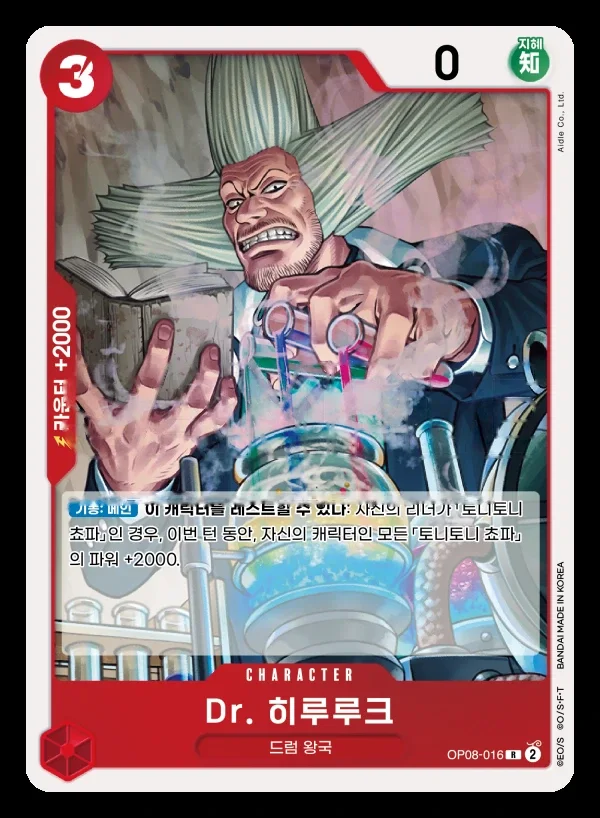 3
0
지혜
知
Aidle Co., Ltd.
카운터 +2000
기동: 메인 이 캐릭터를 레스트할 수 있다: 자신의 리더가 「토니토니
쵸파」인 경우, 이번 턴 동안, 자신의 캐릭터인 모든 「토니토니 쵸파」
의 파워 +2000.
CHARACTER
Dr. 히루루크
드럼 왕국
OP08-016 R 2
©EO/S ©O/S·F·T BANDAI MADE IN KOREA